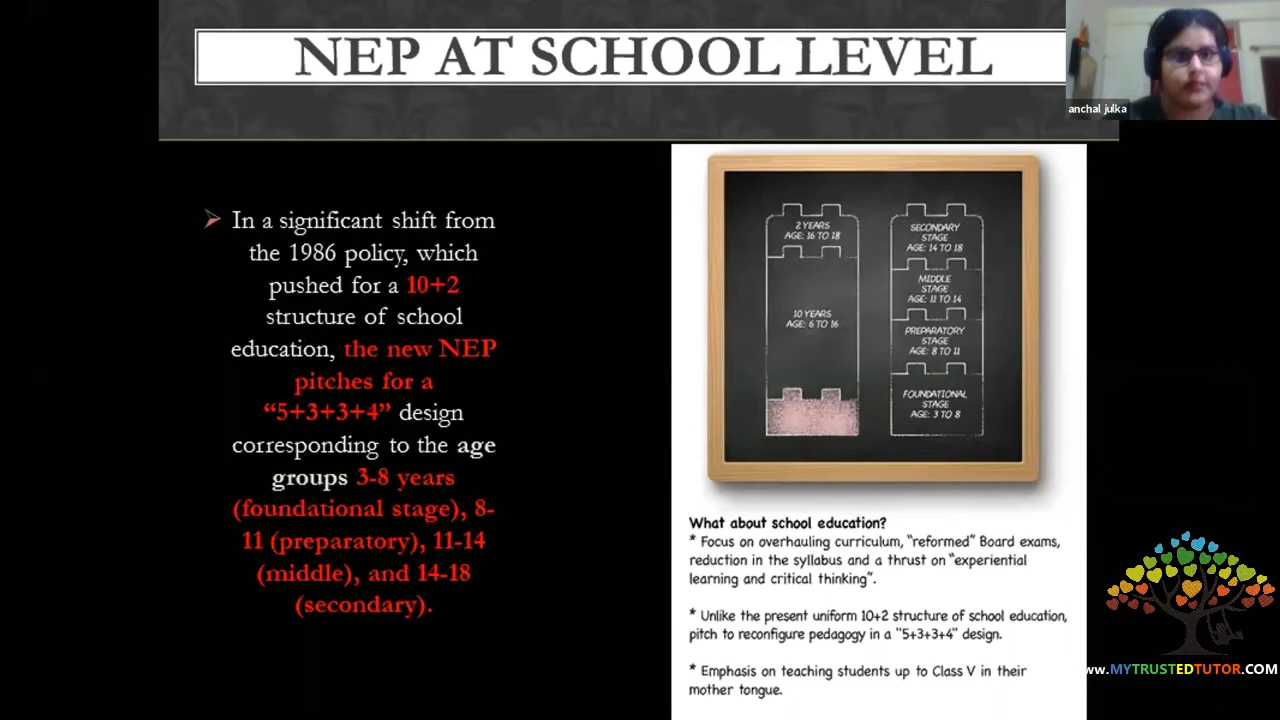 NEP AT SCHOOL LEVEL
anchal julka
In a significant shift from
the 1986 policy, which
pushed for a 10+2
structure of school
education, the new NEP
pitches for a
“5+3+3+4” design
corresponding to the age
groups 3-8 years
(foundational stage), 8-
11 (preparatory), 11-14
(middle), and 14-18
(secondary).
2 YEARS
AGE: 16 TO 18
10 YEARS
AGE: 6 TO 16
SECONDARY
STAGE
AGE: 14 TO 18
MIDDLE
STAGE
AGE: 11 TO 14
PREPARATORY
STAGE
AGE: 8 TO 11
FOUNDATIONAL
STAGE
AGE: 3 TO 8
What about school education?
* Focus on overhauling curriculum, “reformed” Board exams,
reduction in the syllabus and a thrust on “experiential
learning and critical thinking”.
* Unlike the present uniform 10+2 structure of school education,
pitch to reconfigure pedagogy in a "5+3+3+4" design.
* Emphasis on teaching students up to Class V in their
mother tongue.
ww.MYTRUSTEDTUTOR.COM